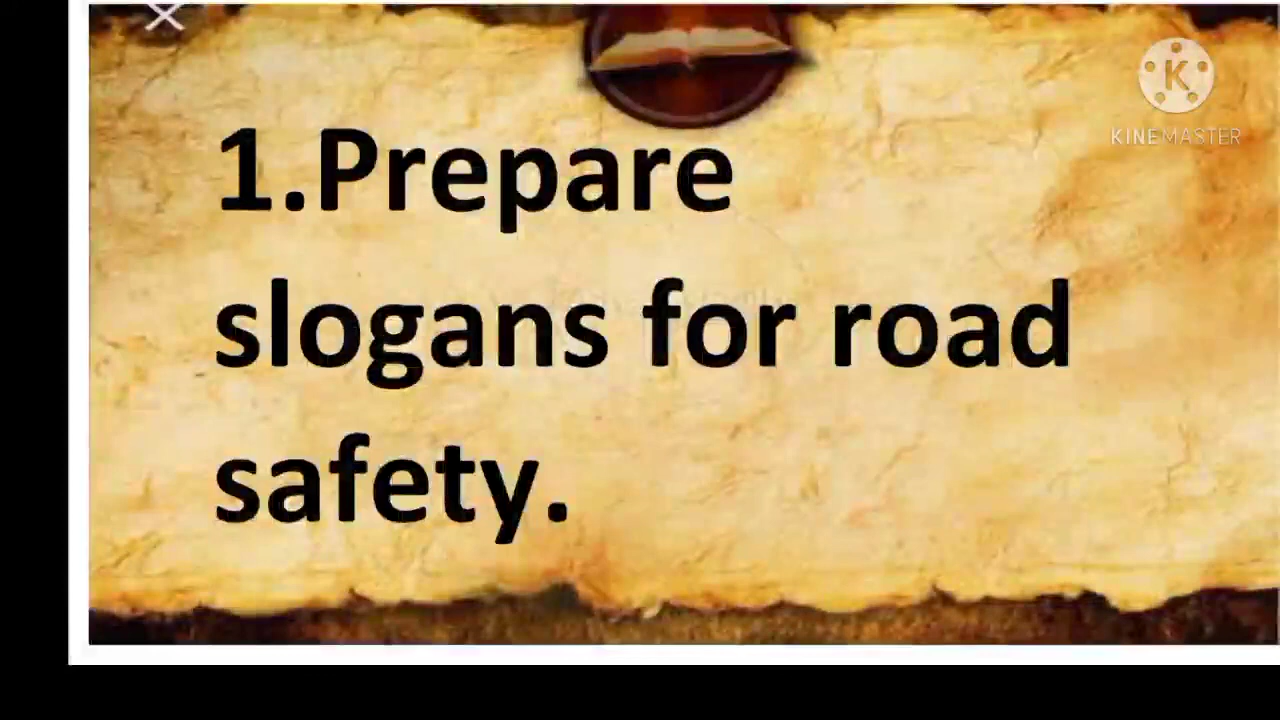 K
KINEMASTER
1.Prepare
slogans for road
safety.